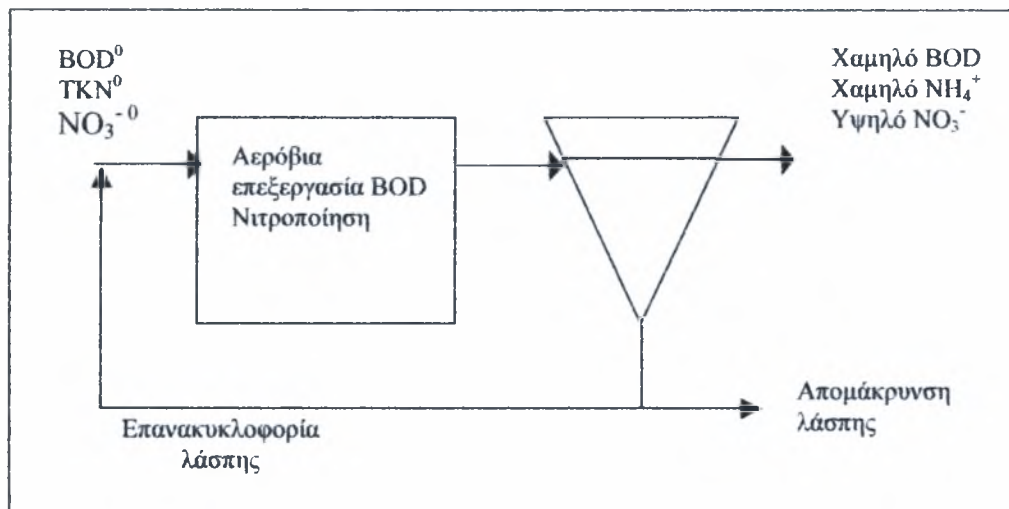 BOD⁰
TKN⁰
NO₃⁻⁰
Αερόβια
επεξεργασία BOD
Νιτροποίηση
Χαμηλό BOD
Χαμηλό NH₄⁺
Υψηλό NO₃⁻
Επανακυκλοφορία
λάσπης
Απομάκρυνση
λάσπης